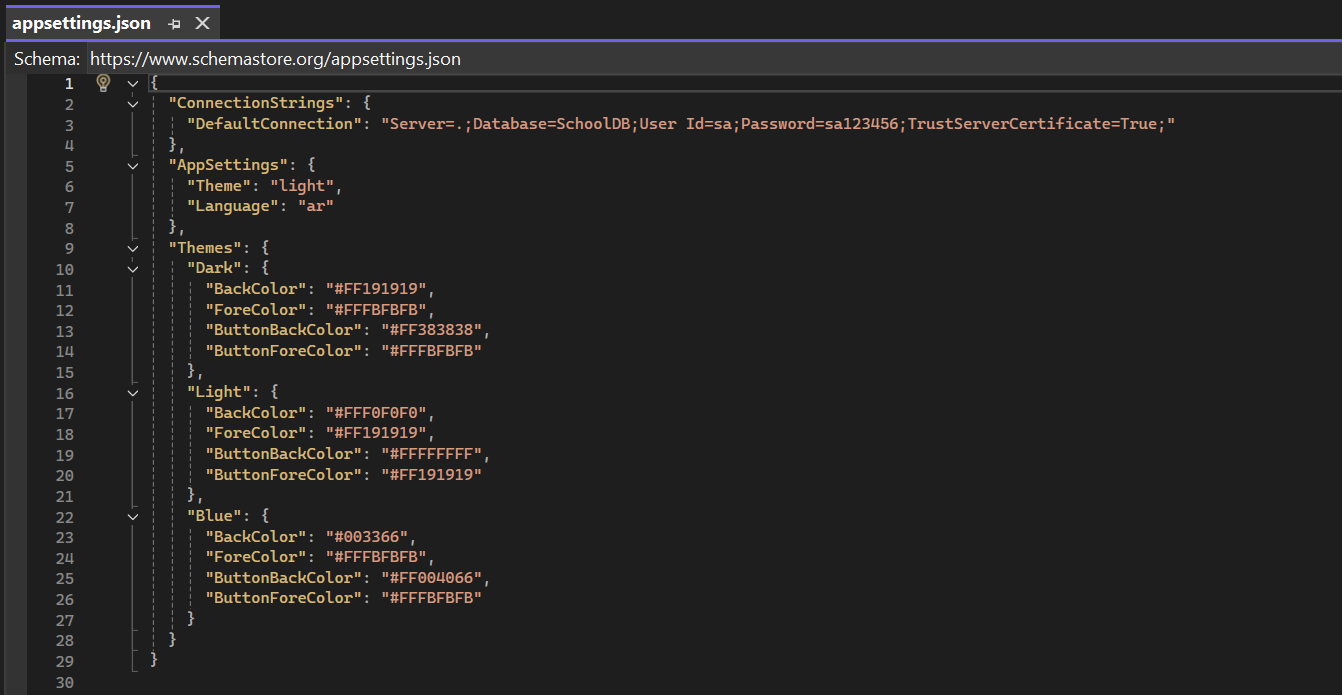 appsettings.json
Schema: https://www.schemastore.org/appsettings.json
1 {
2 "ConnectionStrings": {
3 "DefaultConnection": "Server=.;Database=SchoolDB;User Id=sa;Password=sa123456;TrustServerCertificate=True;"
4 },
5 "AppSettings": {
6 "Theme": "light",
7 "Language": "ar"
8 },
9 "Themes": {
10 "Dark": {
11 "BackColor": "#FF191919",
12 "ForeColor": "#FFFBFBFB",
13 "ButtonBackColor": "#FF383838",
14 "ButtonForeColor": "#FFFBFBFB"
15 },
16 "Light": {
17 "BackColor": "#FFF0F0F0",
18 "ForeColor": "#FF191919",
19 "ButtonBackColor": "#FFFFFFFF",
20 "ButtonForeColor": "#FF191919"
21 },
22 "Blue": {
23 "BackColor": "#003366",
24 "ForeColor": "#FFFBFBFB",
25 "ButtonBackColor": "#FF004066",
26 "ButtonForeColor": "#FFFBFBFB"
27 }
28 }
29 }
30